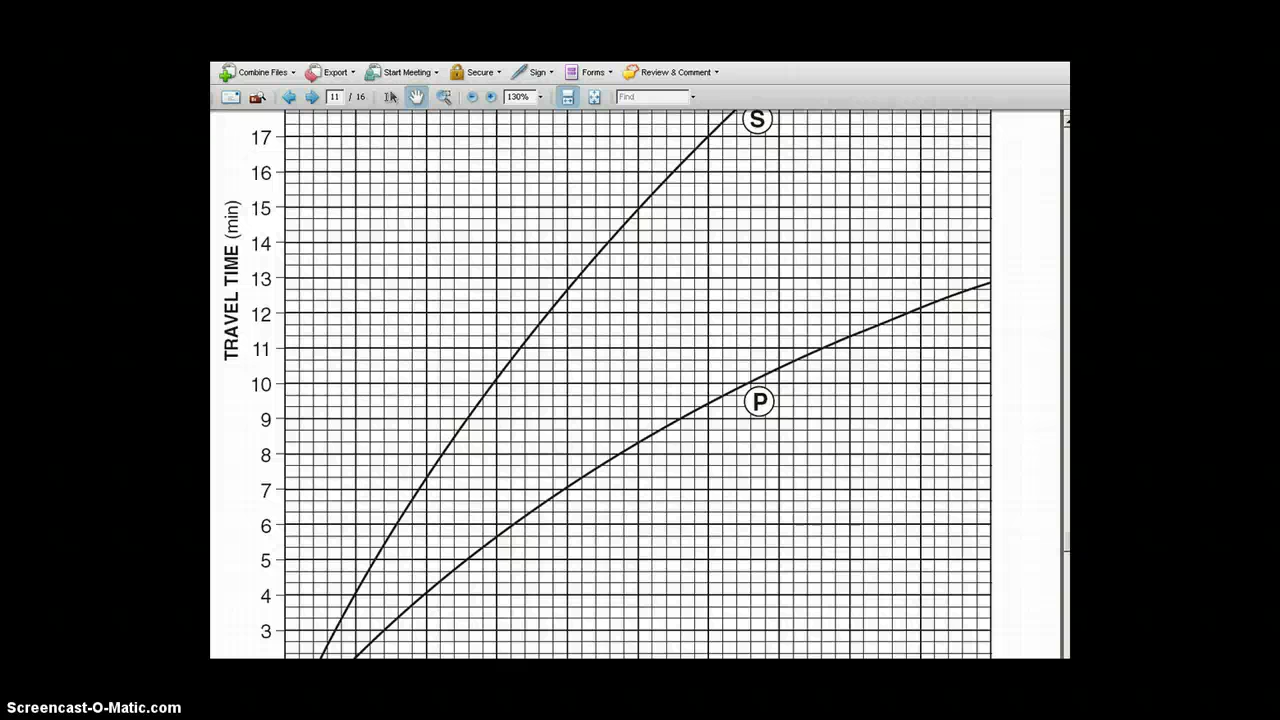 Combine Files Export Start Meeting Secure Sign Forms Review & Comment
11 / 16 130% Find
S
17
16
15
14
13
12
11
10
9
8
7
6
5
4
3
TRAVEL TIME (min)
P
Screencast-O-Matic.com